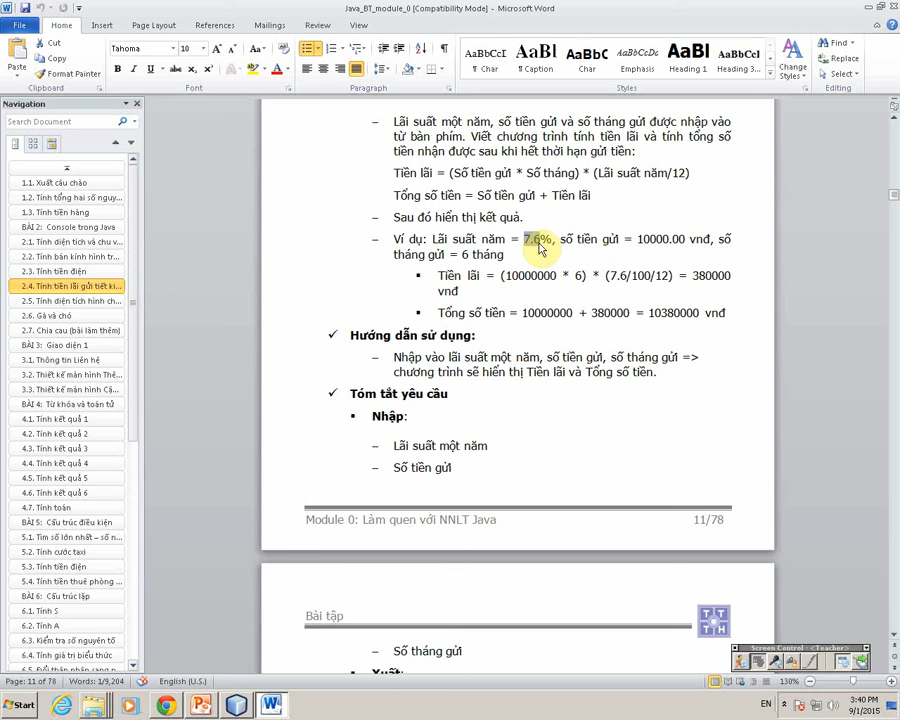 Java_BT_module_0 [Compatibility Mode] - Microsoft Word
File Home Insert Page Layout References Mailings Review View
Cut
Copy
Format Painter
Paste
Clipboard
Tahoma 10
Font
Paragraph
AaBbCcI AaBl AaBbC AaBbCcDc AaBl AaBbCcl
¶ Char ¶ Caption ¶ Char Emphasis Heading 1 Heading 3...
Styles
Change Styles
Find
Replace
Select
Editing
Navigation
Search Document
1.1. Xuất câu chào
1.2. Tính tổng hai số nguy...
1.3. Tính tiền hàng
BÀI 2: Console trong Java
2.1. Tính diện tích và chu v...
2.2. Tính bán kính hình tr...
2.3. Tính tiền điện
2.4. Tính tiền lãi gửi tiết ki...
2.5. Tính diện tích hình ch...
2.6. Gà và chó
2.7. Chia cau (bài làm thêm)
BÀI 3: Giao diện 1
3.1. Thông tin Liên hệ
3.2. Thiết kế màn hình Thê...
3.3. Thiết kế màn hình Cậ...
BÀI 4: Từ khóa và toán tử
4.1. Tính kết quả 1
4.2. Tính kết quả 2
4.3. Tính kết quả 3
4.4. Tính kết quả 4
4.5. Tính kết quả 5
4.6. Tính kết quả 6
4.7. Tính toán
BÀI 5: Cấu trúc điều kiện
5.1. Tìm số lớn nhất – số n...
5.2. Tính cước taxi
5.3. Tính tiền điện
5.4. Tính tiền thuê phòng ...
BÀI 6: Cấu trúc lặp
6.1. Tính S
6.2. Tính A
6.3. Kiểm tra số nguyên tố
6.4. Tính giá trị biểu thức
– Lãi suất một năm, số tiền gửi và số tháng gửi được nhập vào
từ bàn phím. Viết chương trình tính tiền lãi và tính tổng số
tiền nhận được sau khi hết thời hạn gửi tiền:
Tiền lãi = (Số tiền gửi * Số tháng) * (Lãi suất năm/12)
Tổng số tiền = Số tiền gửi + Tiền lãi
– Sau đó hiển thị kết quả.
– Ví dụ: Lãi suất năm = 7.6%, số tiền gửi = 10000.00 vnđ, số
tháng gửi = 6 tháng
▪ Tiền lãi = (10000000 * 6) * (7.6/100/12) = 380000
vnđ
▪ Tổng số tiền = 10000000 + 380000 = 10380000 vnđ
✓ Hướng dẫn sử dụng:
– Nhập vào lãi suất một năm, số tiền gửi, số tháng gửi =>
chương trình sẽ hiển thị Tiền lãi và Tổng số tiền.
✓ Tóm tắt yêu cầu
▪ Nhập:
– Lãi suất một năm
– Số tiền gửi
Module 0: Làm quen với NNLT Java 11/78
Bài tập
T T
T H
– Số tháng gửi
▪ Xuất:
Screen Control - <Teacher>
Page: 11 of 78 Words: 1/9,204 English (U.S.) 130%
Start EN 3:40 PM
9/1/2015